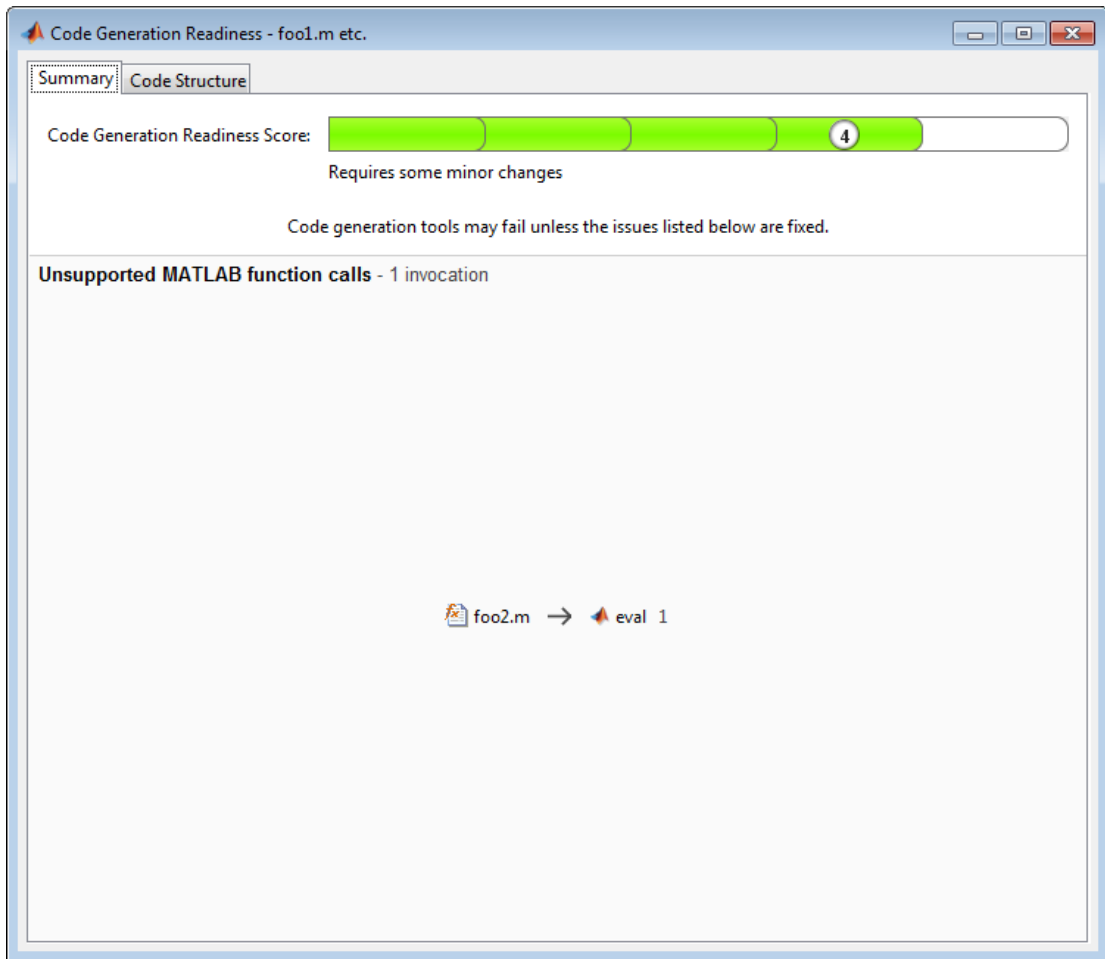 Code Generation Readiness - foo1.m etc.
Summary Code Structure
Code Generation Readiness Score: 4
Requires some minor changes
Code generation tools may fail unless the issues listed below are fixed.
Unsupported MATLAB function calls - 1 invocation
foo2.m → eval 1